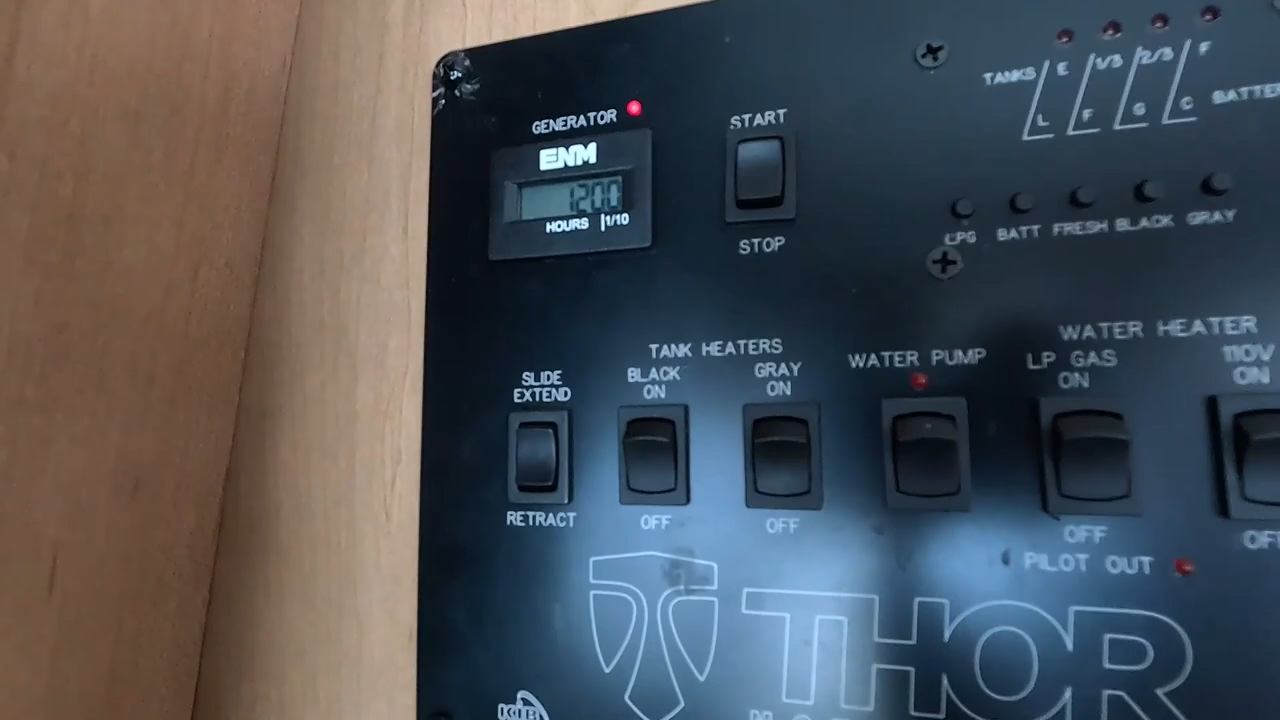 GENERATOR
ENM
1200
HOURS 1/10
START
STOP
TANKS E 1/3 2/3 F
L F G C
LPG BATT FRESH BLACK GRAY
TANK HEATERS
SLIDE
EXTEND
RETRACT
BLACK
ON
OFF
GRAY
ON
OFF
WATER PUMP
WATER HEATER
LP GAS
ON
OFF
110V
ON
PILOT OUT
THOR
KIB